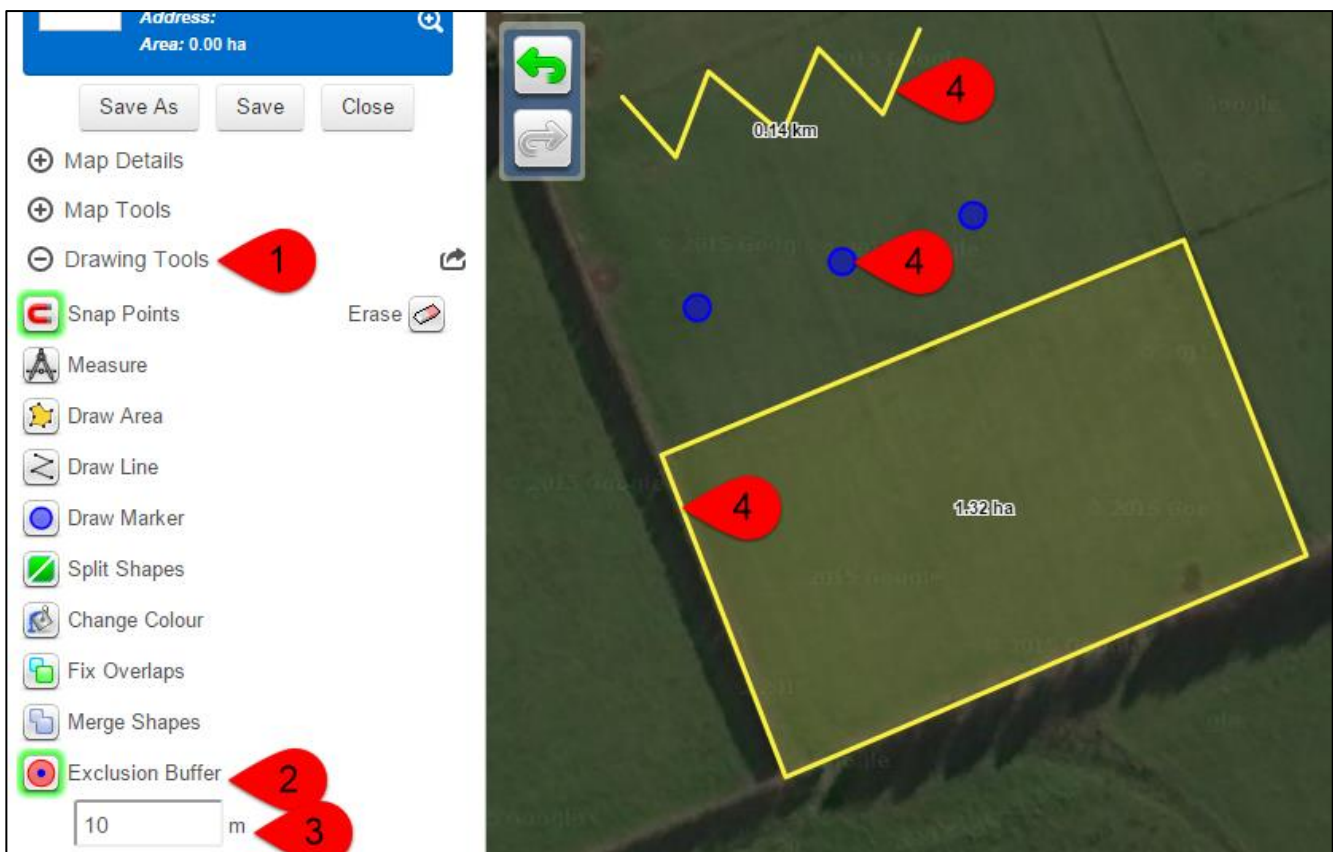 Address:
Area: 0.00 ha
Save As Save Close
Map Details
Map Tools
Drawing Tools 1
Snap Points Erase
Measure
Draw Area
Draw Line
Draw Marker
Split Shapes
Change Colour
Fix Overlaps
Merge Shapes
Exclusion Buffer 2
10 m 3
4
0.14 km
4
4
1.32 ha